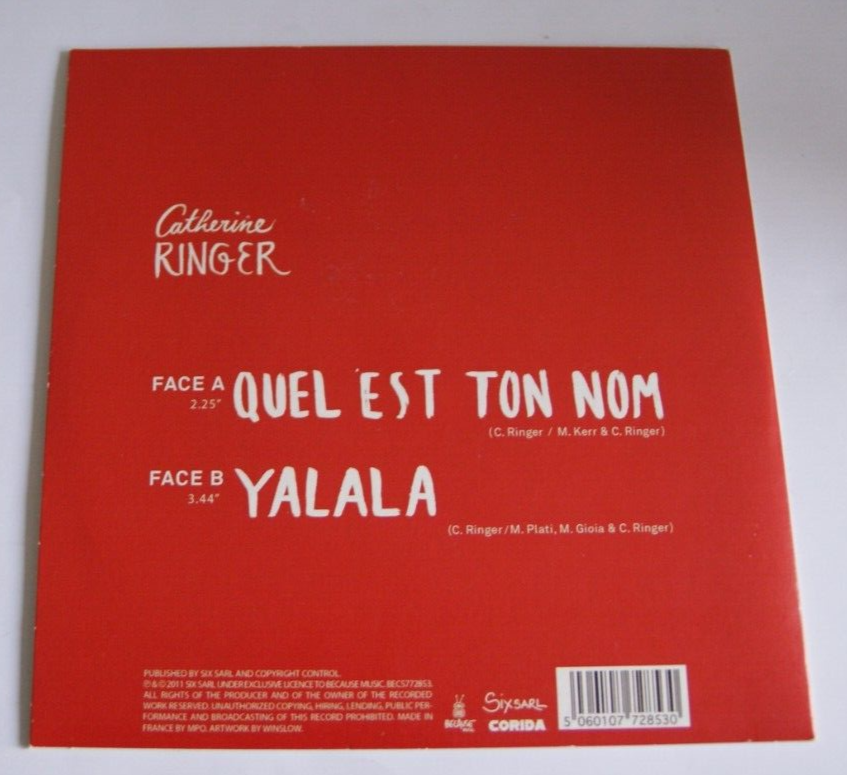 Catherine
RINGER
FACE A QUEL EST TON NOM
2.25"
(C. Ringer / M. Kerr & C. Ringer)
FACE B YALALA
3.44"
(C. Ringer/M. Plati, M. Gioia & C. Ringer)
PUBLISHED BY SIX SARL AND COPYRIGHT CONTROL.
℗ & © 2011 SIX SARL UNDER EXCLUSIVE LICENCE TO BECAUSE MUSIC. BEC5772853.
ALL RIGHTS OF THE PRODUCER AND OF THE OWNER OF THE RECORDED
WORK RESERVED. UNAUTHORIZED COPYING, HIRING, LENDING, PUBLIC PER-
FORMANCE AND BROADCASTING OF THIS RECORD PROHIBITED. MADE IN
FRANCE BY MPO. ARTWORK BY WINSLOW.
BECAUSE
SIXSARL
CORIDA
5 060107 728530